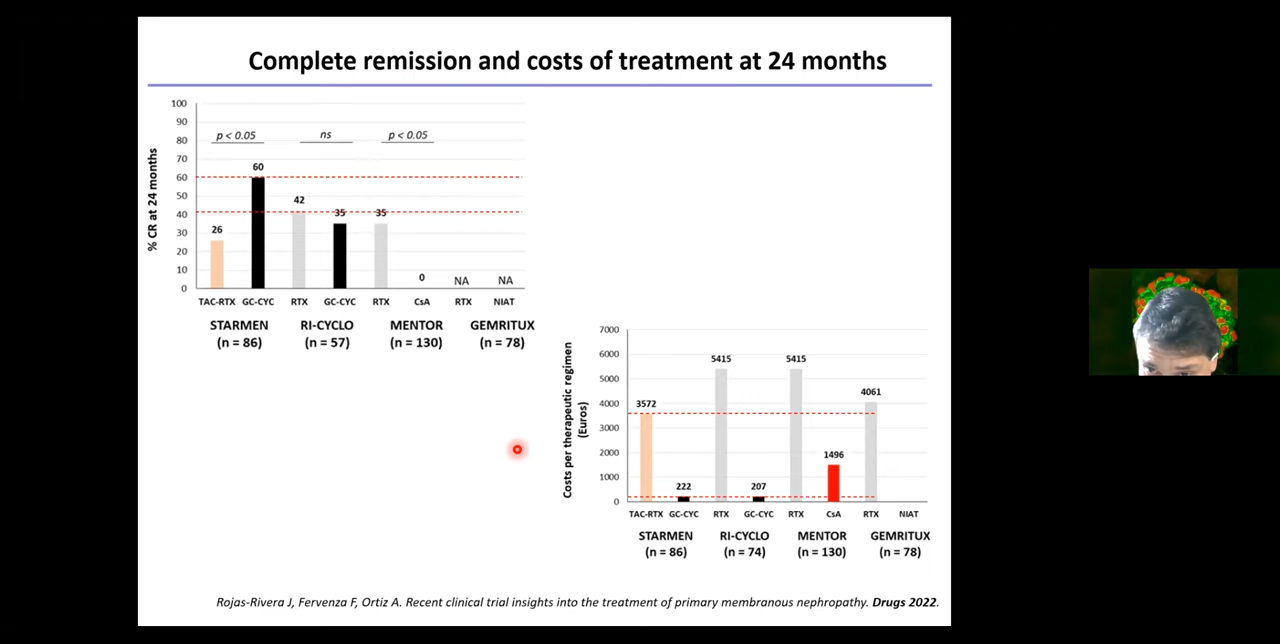 Complete remission and costs of treatment at 24 months
% CR at 24 months
100
90
80
70
60
50
40
30
20
10
0
p < 0.05
ns
p < 0.05
26
60
42
35
35
0
NA
NA
TAC-RTX GC-CYC RTX GC-CYC RTX CsA RTX NIAT
STARMEN RI-CYCLO MENTOR GEMRITUX
(n = 86) (n = 57) (n = 130) (n = 78)
Costs per therapeutic regimen
(Euros)
7000
6000
5000
4000
3000
2000
1000
0
3572
222
5415
207
5415
1496
4061
TAC-RTX GC-CYC RTX GC-CYC RTX CsA RTX NIAT
STARMEN RI-CYCLO MENTOR GEMRITUX
(n = 86) (n = 74) (n = 130) (n = 78)
Rojas-Rivera J, Fervenza F, Ortiz A. Recent clinical trial insights into the treatment of primary membranous nephropathy. Drugs 2022.